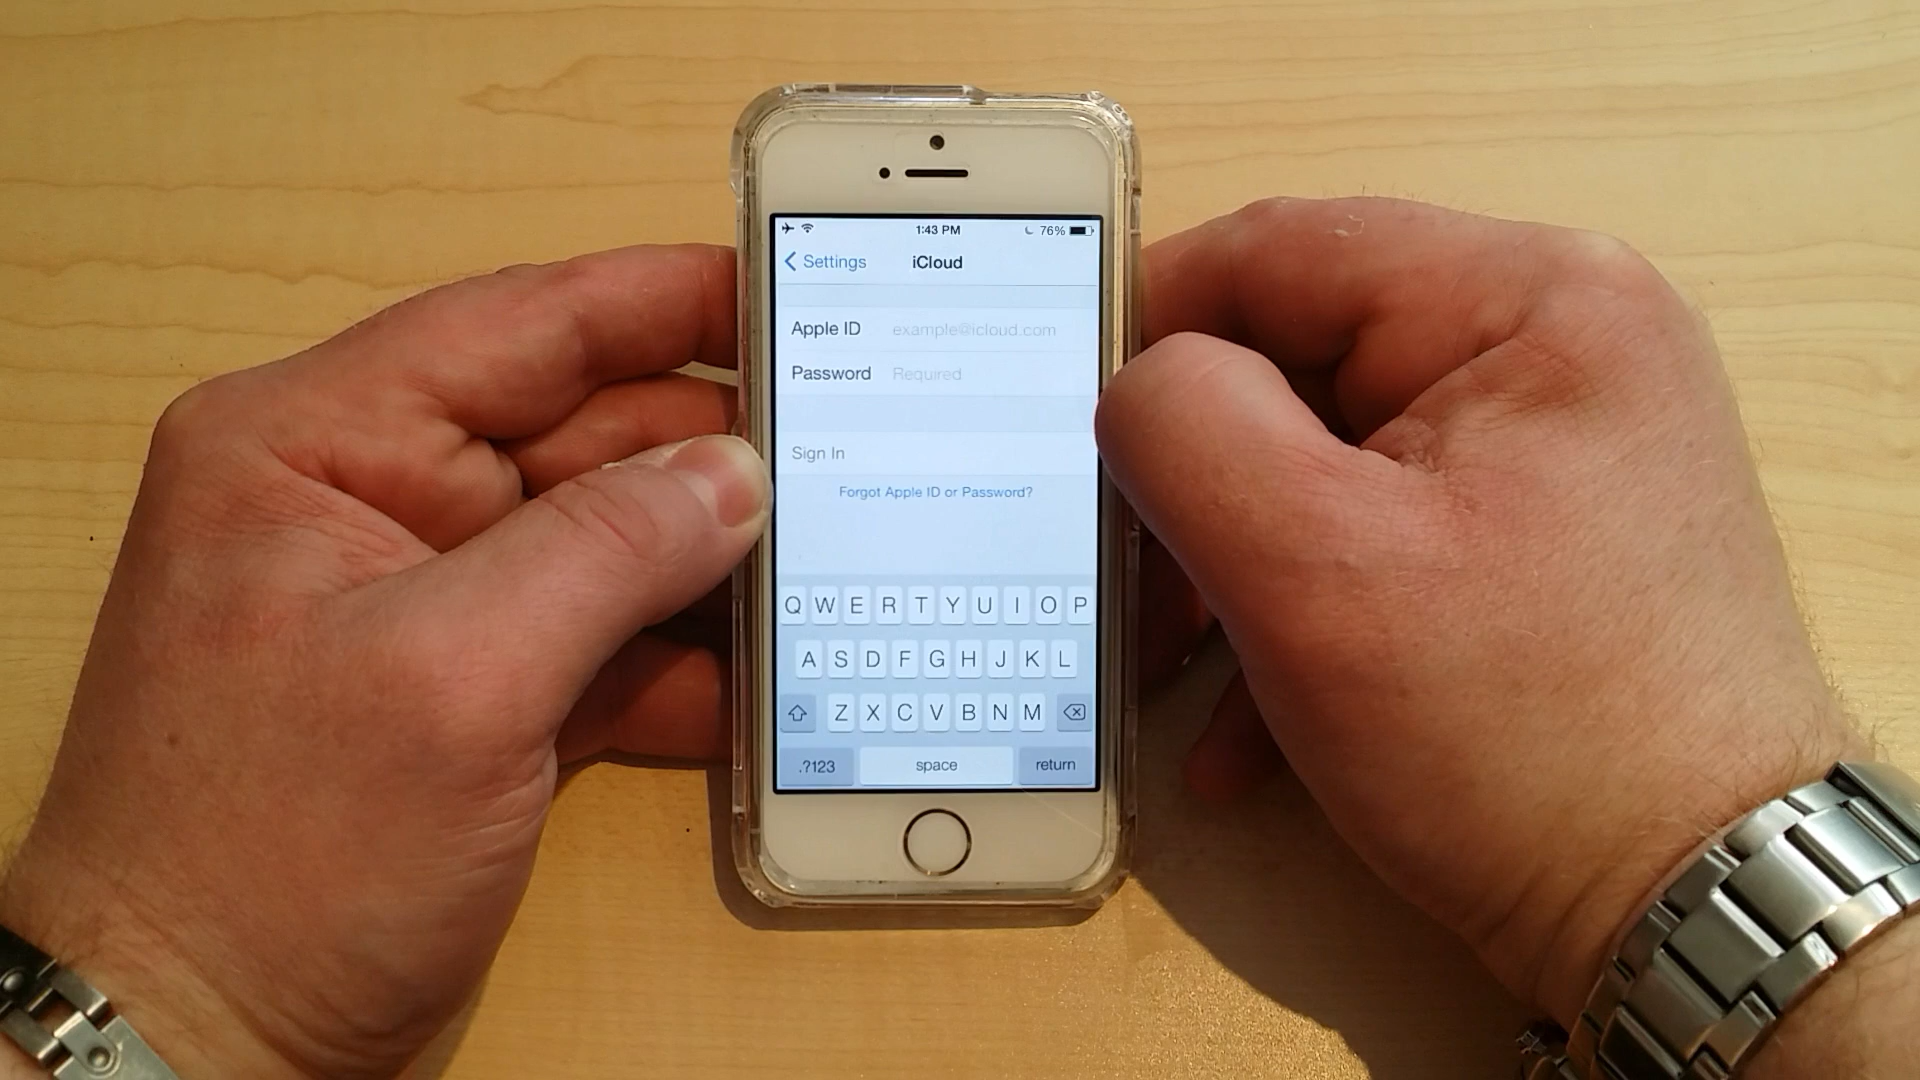 1:43 PM 76%
Settings iCloud
Apple ID example@icloud.com
Password Required
Sign In
Forgot Apple ID or Password?
Q W E R T Y U I O P
A S D F G H J K L
Z X C V B N M
.?123 space return